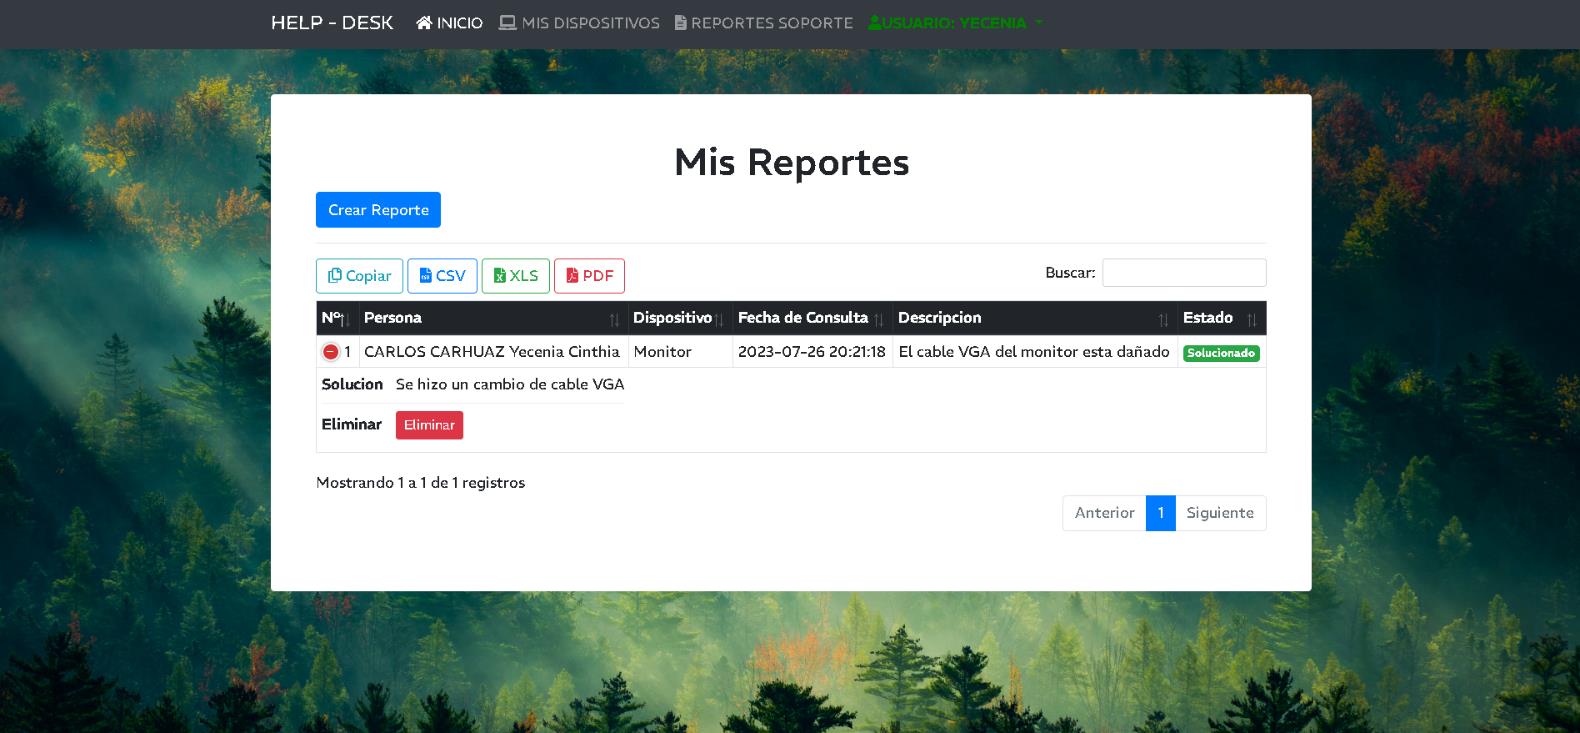 HELP - DESK INICIO MIS DISPOSITIVOS REPORTES SOPORTE USUARIO: YECENIA
Mis Reportes
Crear Reporte
Copiar CSV XLS PDF Buscar:
Nº Persona Dispositivo Fecha de Consulta Descripcion Estado
1 CARLOS CARHUAZ Yecenia Cinthia Monitor 2023-07-26 20:21:18 El cable VGA del monitor esta dañado Solucionado
Solucion Se hizo un cambio de cable VGA
Eliminar Eliminar
Mostrando 1 a 1 de 1 registros
Anterior 1 Siguiente